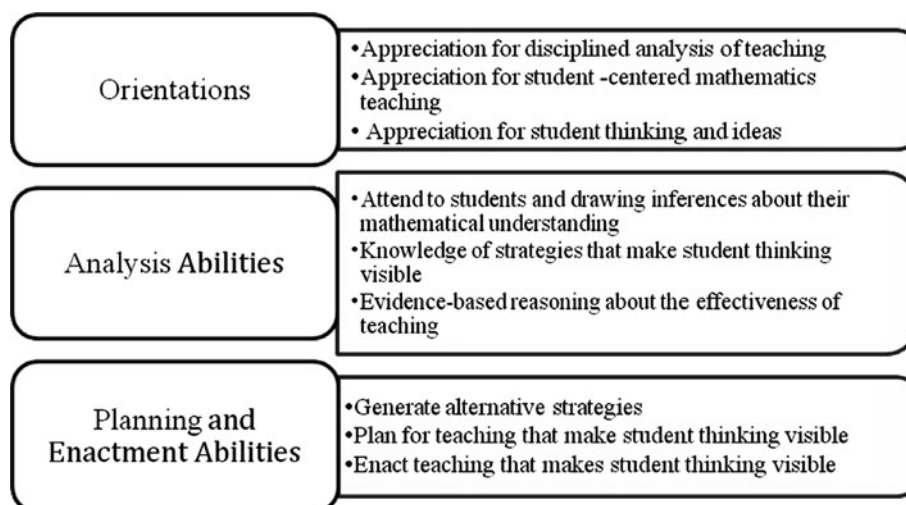 Orientations
•Appreciation for disciplined analysis of teaching
•Appreciation for student -centered mathematics
teaching
• Appreciation for student thinking and ideas
Analysis Abilities
•Attend to students and drawing inferences about their
mathematical understanding
•Knowledge of strategies that make student thinking
visible
•Evidence-based reasoning about the effectiveness of
teaching
Planning and
Enactment Abilities
•Generate alternative strategies
•Plan for teaching that make student thinking visible
•Enact teaching that makes student thinking visible